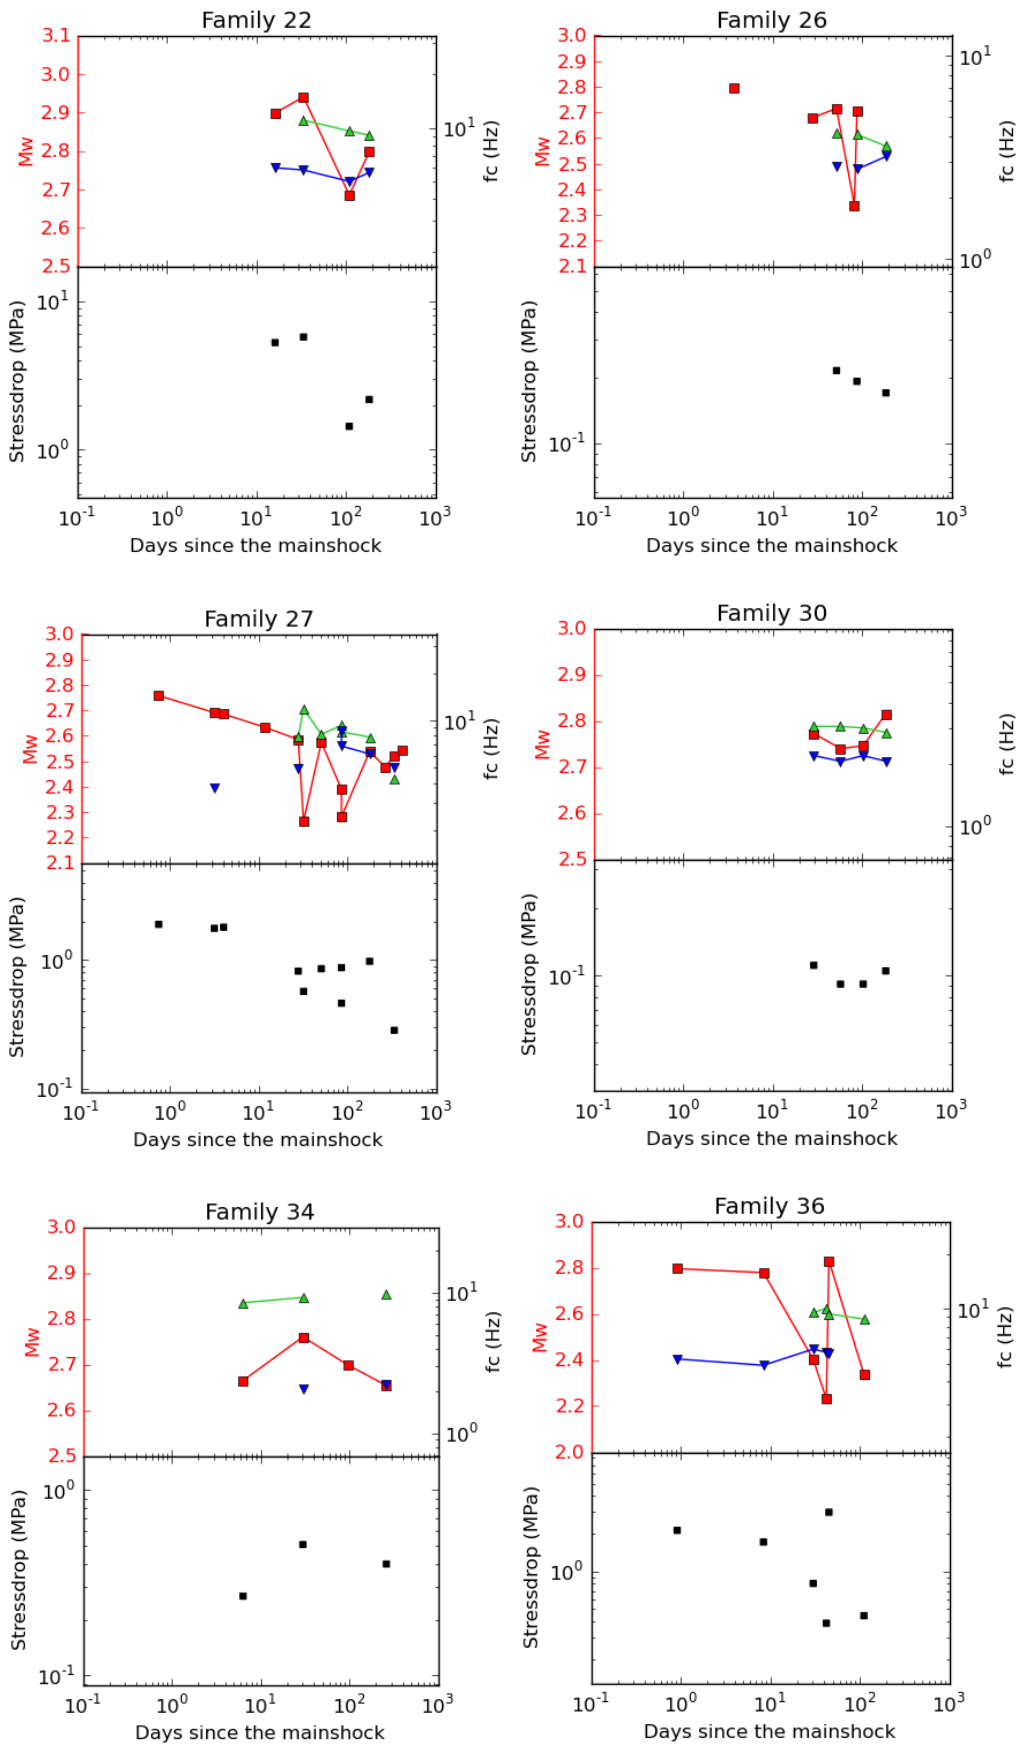 Family 22
3.1
3.0
2.9
2.8
2.7
2.6
2.5
Mw
10^1
fc (Hz)
10^1
10^0
Stressdrop (MPa)
10^-1 10^0 10^1 10^2 10^3
Days since the mainshock
Family 26
3.0
2.9
2.8
2.7
2.6
2.5
2.4
2.3
2.2
2.1
Mw
10^1
10^0
fc (Hz)
10^-1
Stressdrop (MPa)
10^-1 10^0 10^1 10^2 10^3
Days since the mainshock
Family 27
3.0
2.9
2.8
2.7
2.6
2.5
2.4
2.3
2.2
2.1
Mw
10^1
fc (Hz)
10^0
10^-1
Stressdrop (MPa)
10^-1 10^0 10^1 10^2 10^3
Days since the mainshock
Family 30
3.0
2.9
2.8
2.7
2.6
2.5
Mw
10^0
fc (Hz)
10^-1
Stressdrop (MPa)
10^-1 10^0 10^1 10^2 10^3
Days since the mainshock
Family 34
3.0
2.9
2.8
2.7
2.6
2.5
Mw
10^1
10^0
fc (Hz)
10^0
10^-1
Stressdrop (MPa)
10^-1 10^0 10^1 10^2 10^3
Days since the mainshock
Family 36
3.0
2.8
2.6
2.4
2.2
2.0
Mw
10^1
fc (Hz)
10^0
Stressdrop (MPa)
10^-1 10^0 10^1 10^2 10^3
Days since the mainshock